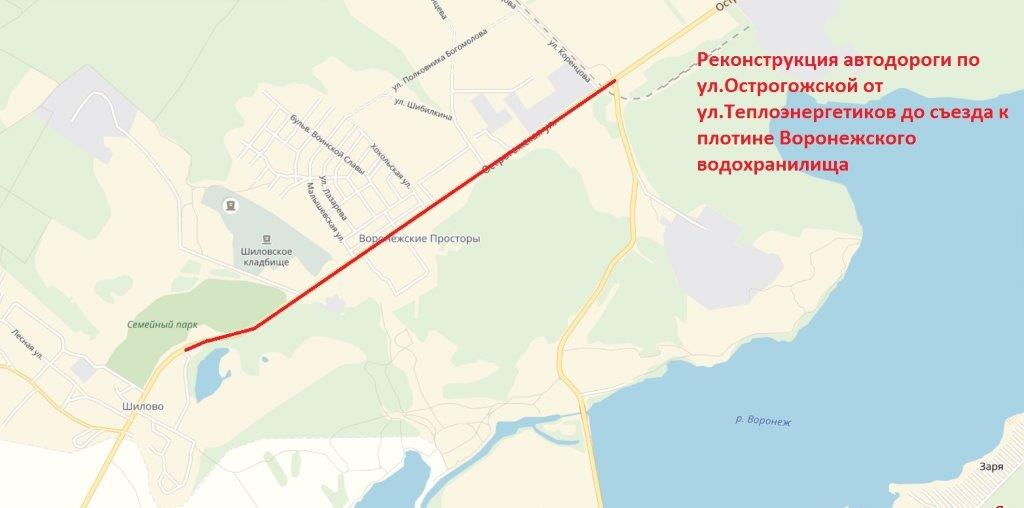 Реконструкция автодороги по
ул.Острогожской от
ул.Теплоэнергетиков до съезда к
плотине Воронежского
водохранилища
ул. Полковника Богомолова
ул. Коренцова
ул. Шибилкина
бульв. Воинской Славы
Хохольская ул.
ул. Лазарева
Малышевская ул.
Острогожская ул.
Воронежские Просторы
Шиловское
кладбище
Семейный парк
Лесная ул.
Шилово
р. Воронеж
Заря